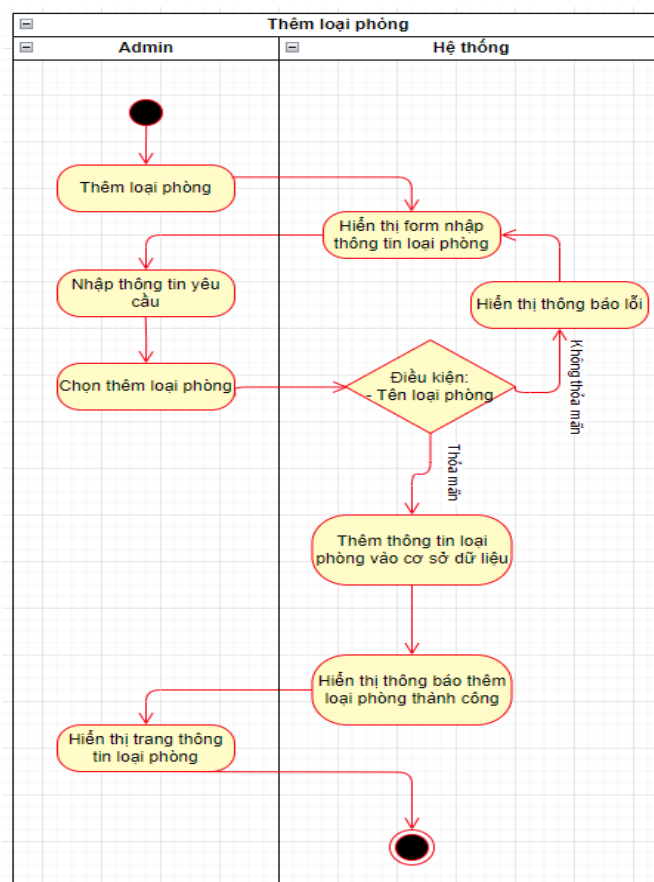 Thêm loại phòng
Admin
Hệ thống
Thêm loại phòng
Hiển thị form nhập
thông tin loại phòng
Nhập thông tin yêu
cầu
Hiển thị thông báo lỗi
Chọn thêm loại phòng
Điều kiện:
- Tên loại phòng
Không thỏa mãn
Thỏa mãn
Thêm thông tin loại
phòng vào cơ sở dữ liệu
Hiển thị thông báo thêm
loại phòng thành công
Hiển thị trang thông
tin loại phòng